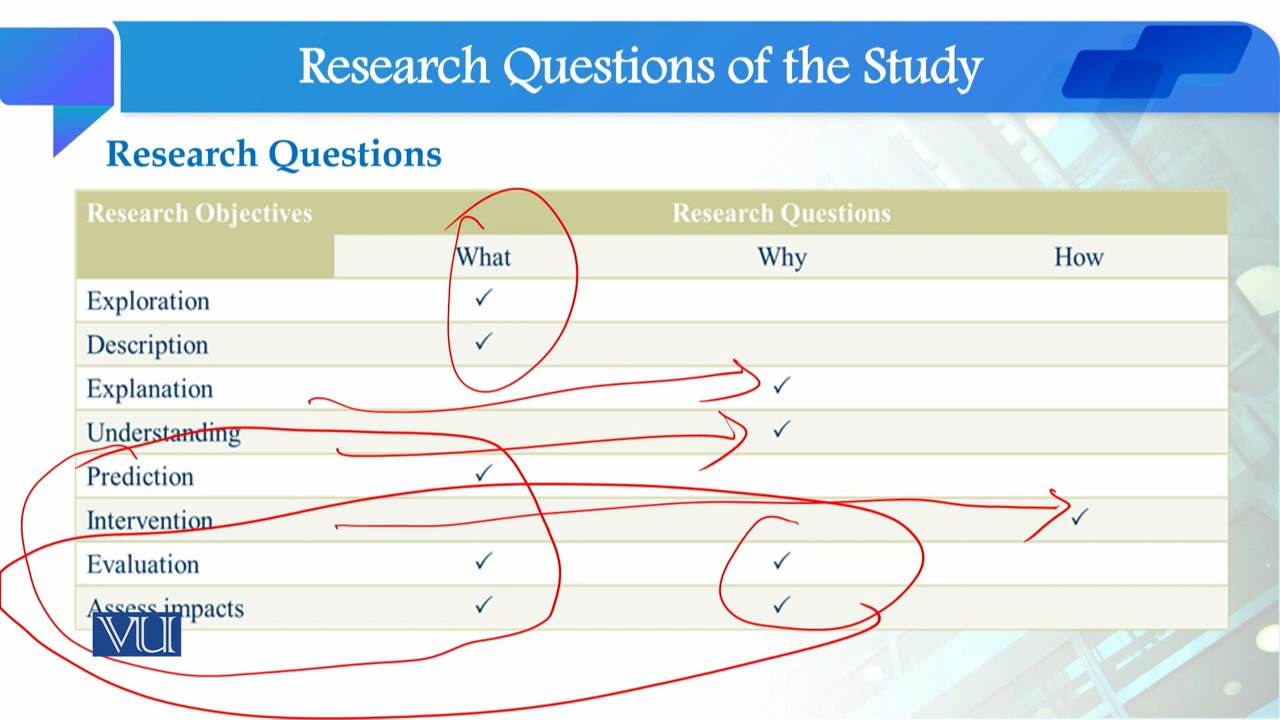 Research Questions of the Study
Research Questions
Research Objectives Research Questions
What Why How
Exploration ✓
Description ✓
Explanation ✓
Understanding ✓
Prediction ✓
Intervention ✓
Evaluation ✓ ✓
Assess impacts ✓ ✓
VU